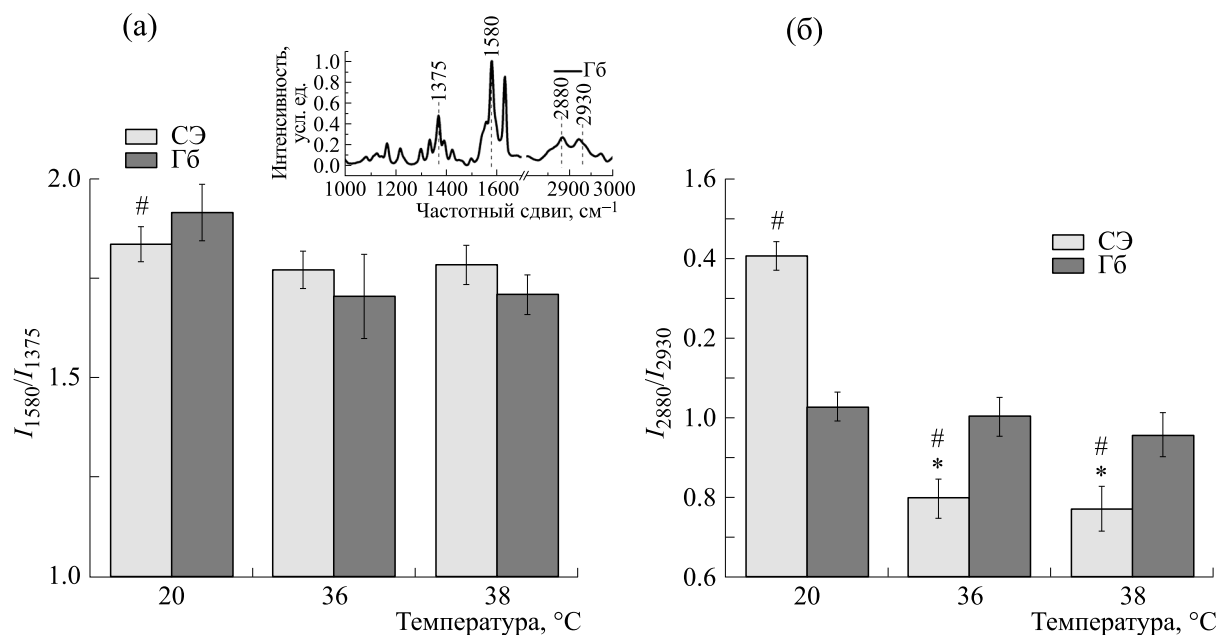 (а)
Интенсивность,
усл. ед.
1.0
0.8
0.6
0.4
0.2
0.0
1375
1580
2880
2930
Гб
1000 1200 1400 1600 2900 3000
Частотный сдвиг, см–1
СЭ
Гб
2.0
1.5
1.0
I1580/I1375
#
20 36 38
Температура, °C
(б)
СЭ
Гб
1.6
0.4
0.2
1.0
0.8
0.6
I2880/I2930
#
#
*
#
*
20 36 38
Температура, °C